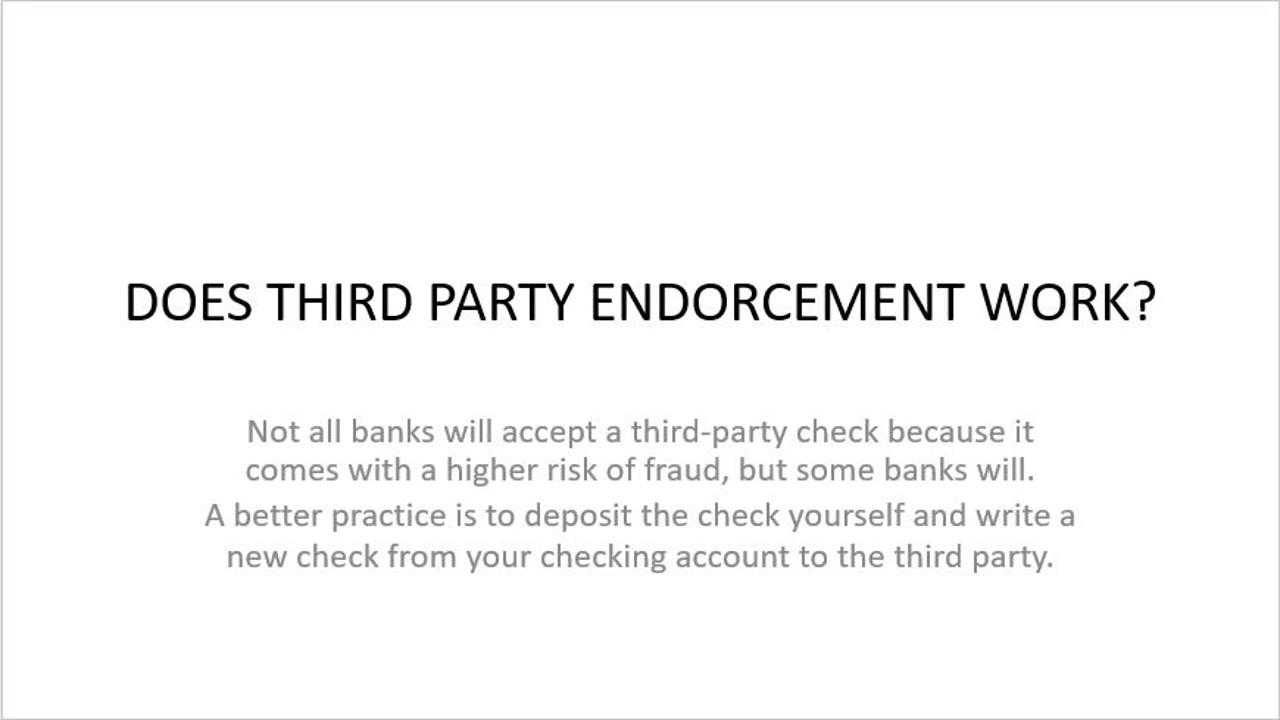 DOES THIRD PARTY ENDORCEMENT WORK?
Not all banks will accept a third-party check because it
comes with a higher risk of fraud, but some banks will.
A better practice is to deposit the check yourself and write a
new check from your checking account to the third party.